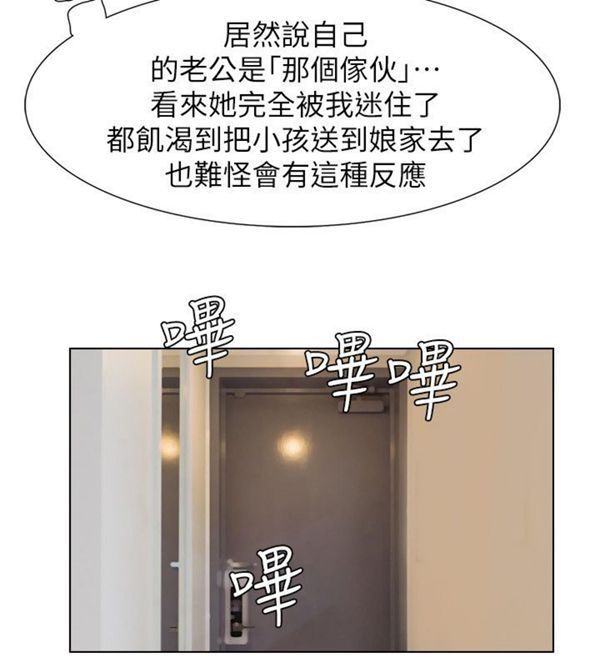 居然說自己
的老公是「那個傢伙」⋯
看來她完全被我迷住了
都飢渴到把小孩送到娘家去了
也難怪會有這種反應
嗶
嗶
嗶
嗶